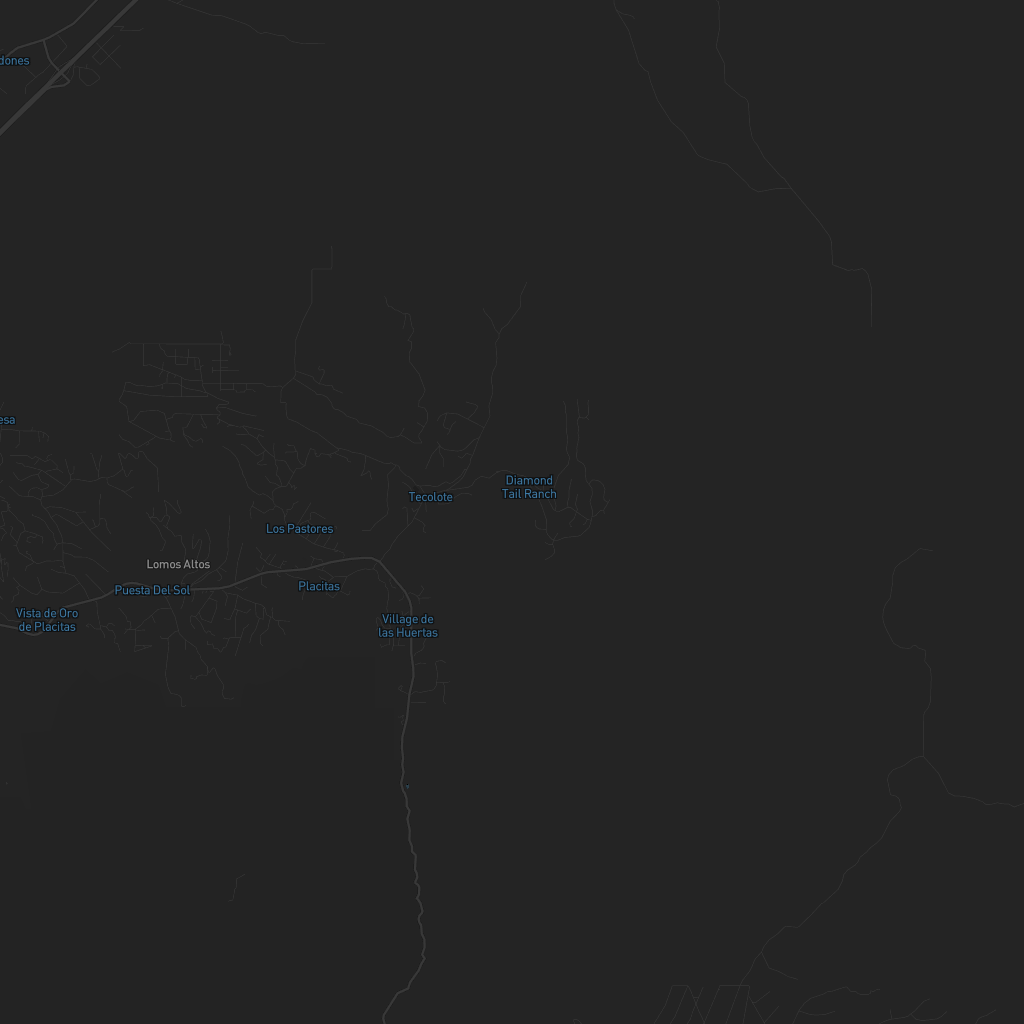 dones
esa
Diamond
Tail Ranch
Tecolote
Los Pastores
Lomos Altos
Placitas
Puesta Del Sol
Vista de Oro
de Placitas
Village de
las Huertas